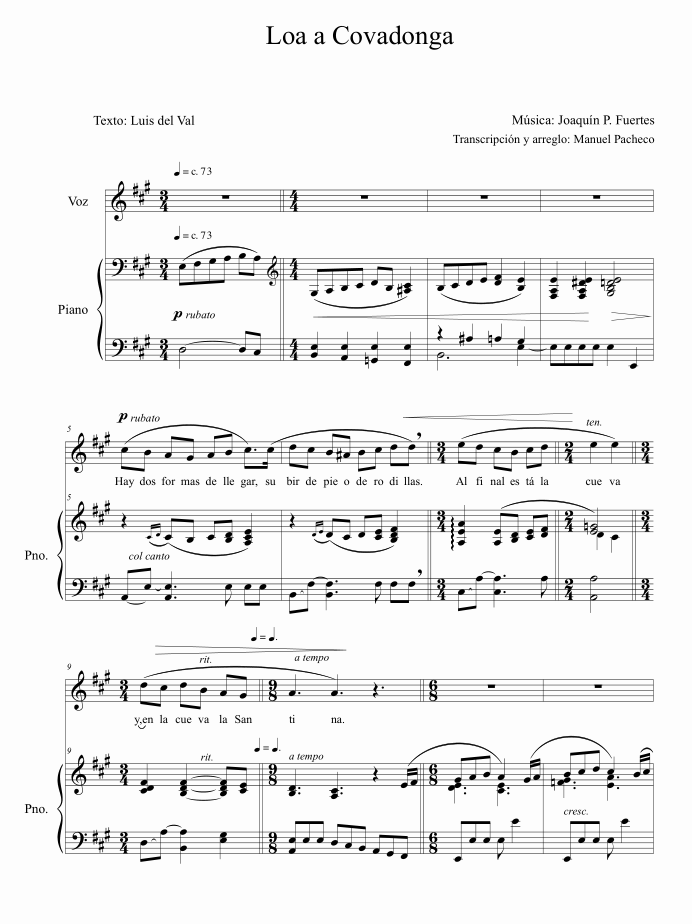 Loa a Covadonga
Texto: Luis del Val
Música: Joaquín P. Fuertes
Transcripción y arreglo: Manuel Pacheco
= c. 73
Voz
= c. 73
Piano
p rubato
5
p rubato
ten.
Hay dos for mas de lle gar, su bir de pie o de ro di llas. Al fi nal es tá la cue va
5
Pno.
col canto
9
rit.
a tempo
y en la cue va la San ti na.
9
rit.
a tempo
Pno.
cresc.